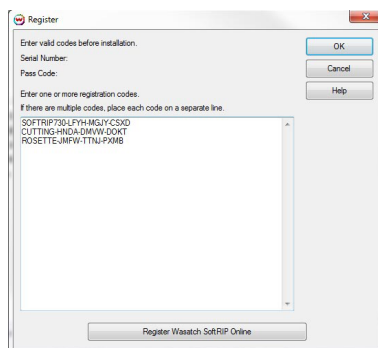 Register
Enter valid codes before installation.
OK
Serial Number:
Cancel
Pass Code:
Help
Enter one or more registration codes.
If there are multiple codes, place each code on a separate line.
SOFTRIP730-LFYH-MGJY-CSXD
CUTTING-HNDA-DMVW-DOKT
ROSETTE-JMFW-TTNJ-PXMB
Register Wasatch SoftRIP Online